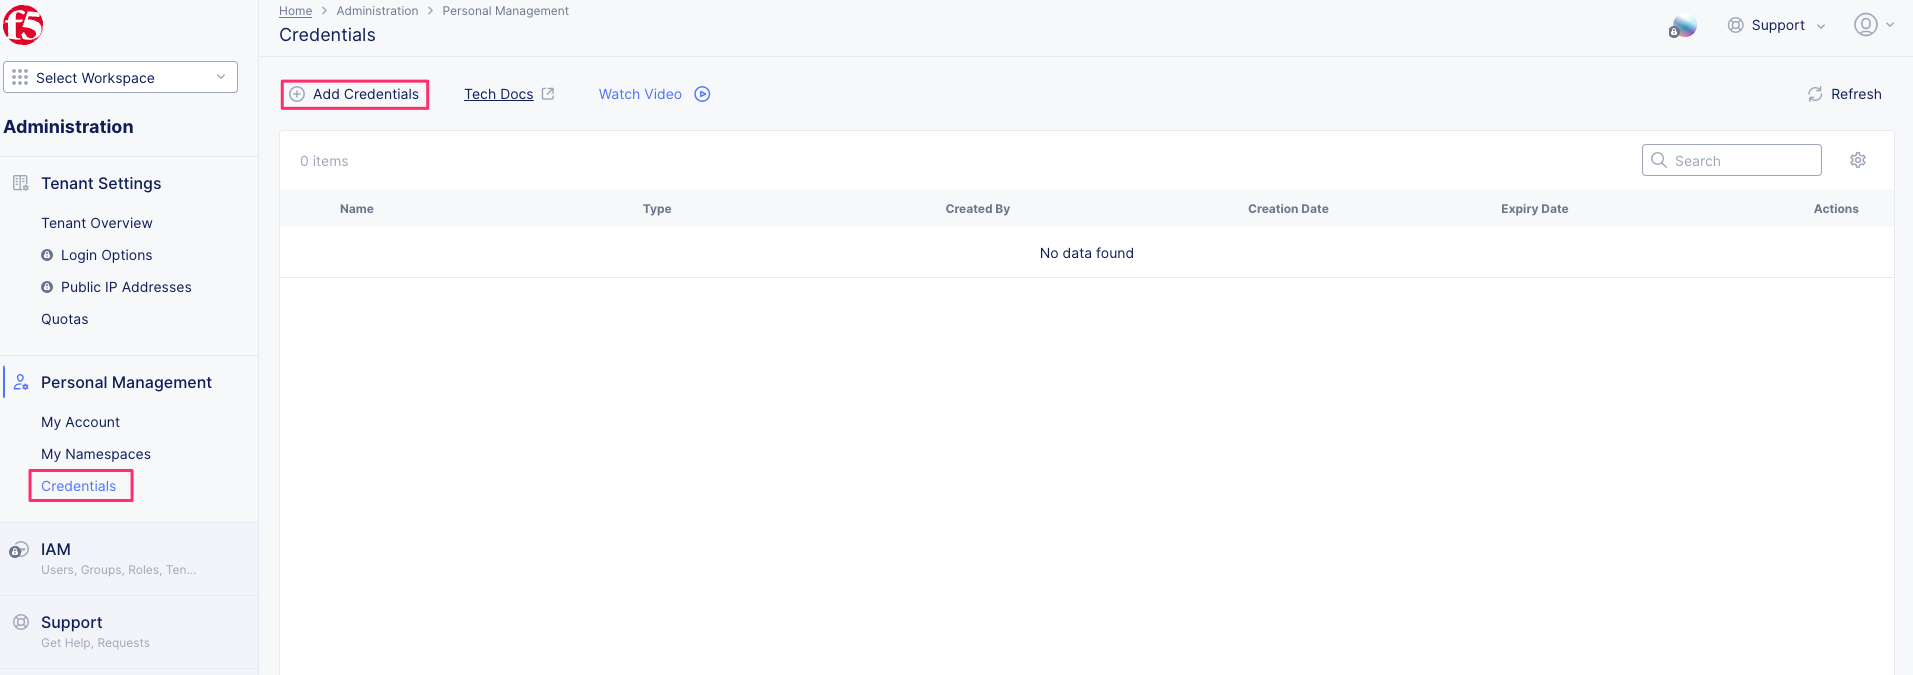 f5
Home > Administration > Personal Management
Credentials
Support
Select Workspace
Administration
Tenant Settings
Tenant Overview
Login Options
Public IP Addresses
Quotas
Personal Management
My Account
My Namespaces
Credentials
IAM
Users, Groups, Roles, Ten...
Support
Get Help, Requests
Add Credentials Tech Docs Watch Video Refresh
0 items Search
Name Type Created By Creation Date Expiry Date Actions
No data found